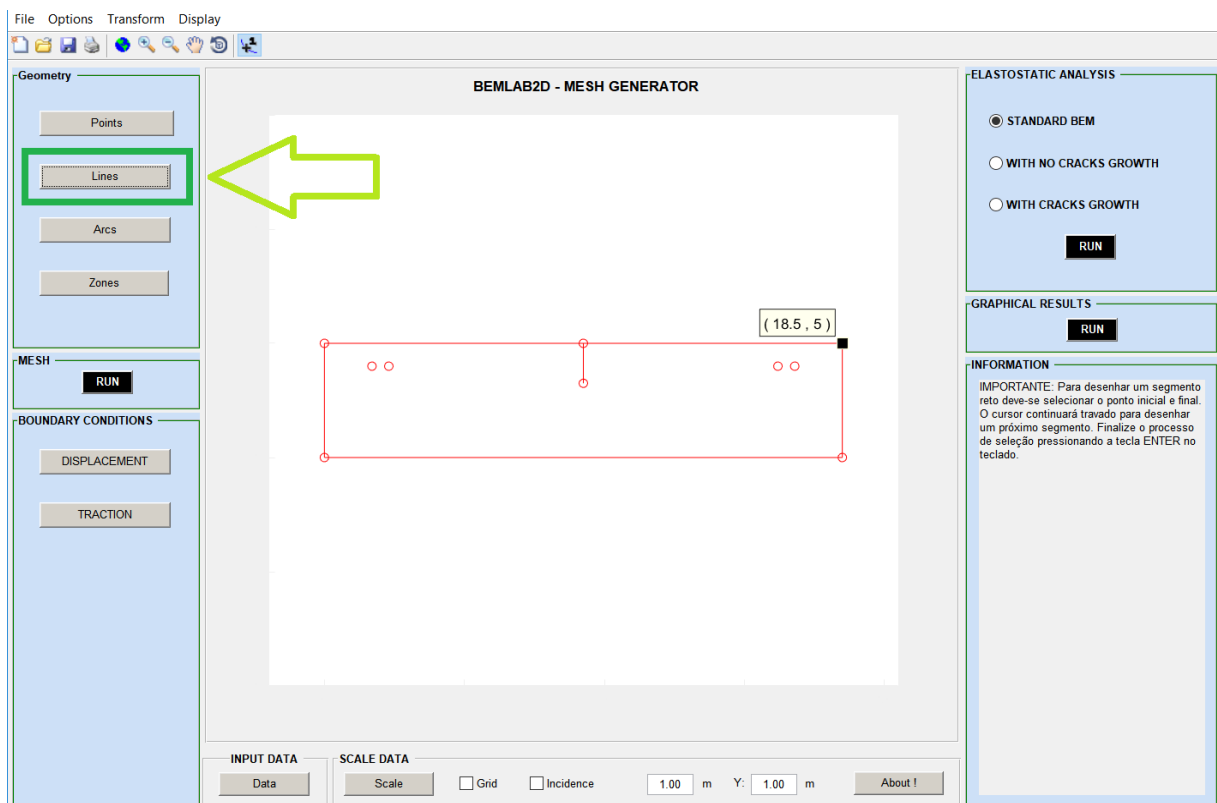 File Options Transform Display
Geometry
Points
Lines
Arcs
Zones
MESH
RUN
BOUNDARY CONDITIONS
DISPLACEMENT
TRACTION
BEMLAB2D - MESH GENERATOR
( 18.5 , 5 )
INPUT DATA
Data
SCALE DATA
Scale
Grid
Incidence
1.00 m Y: 1.00 m
About !
ELASTOSTATIC ANALYSIS
STANDARD BEM
WITH NO CRACKS GROWTH
WITH CRACKS GROWTH
RUN
GRAPHICAL RESULTS
RUN
INFORMATION
IMPORTANTE: Para desenhar um segmento
reto deve-se selecionar o ponto inicial e final.
O cursor continuará travado para desenhar
um próximo segmento. Finalize o processo
de seleção pressionando a tecla ENTER no
teclado.